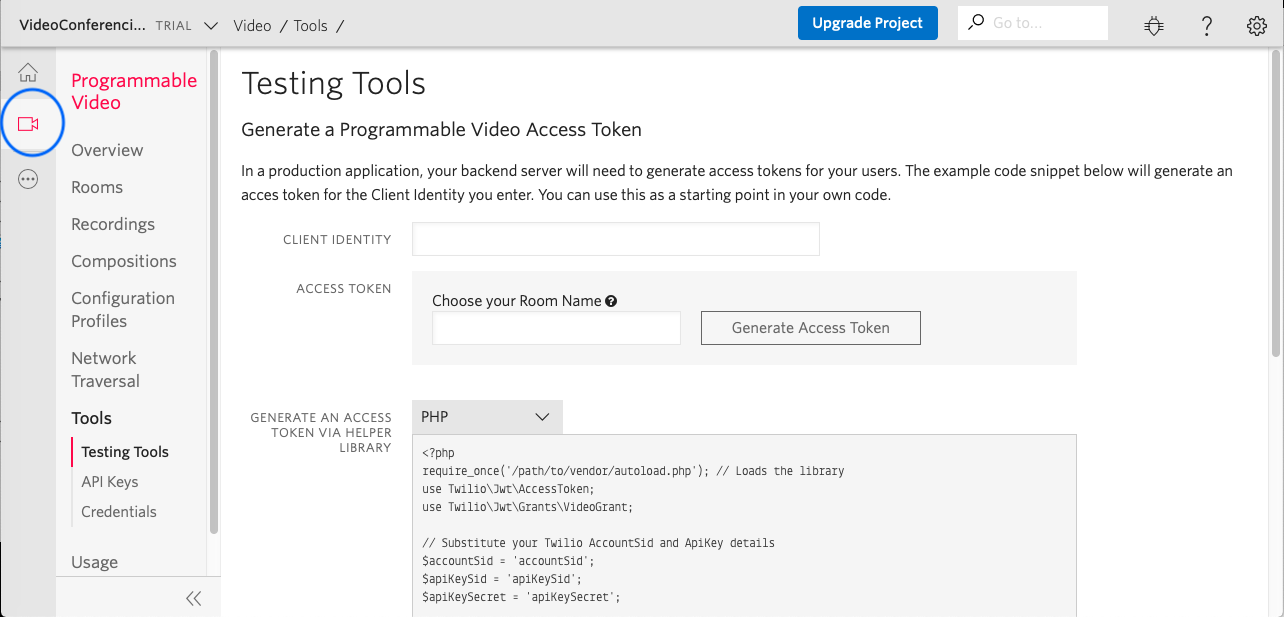 VideoConferenci... TRIAL Video / Tools /
Upgrade Project
Go to...
?
Programmable
Video
Overview
Rooms
Recordings
Compositions
Configuration
Profiles
Network
Traversal
Tools
Testing Tools
API Keys
Credentials
Usage
Testing Tools
Generate a Programmable Video Access Token
In a production application, your backend server will need to generate access tokens for your users. The example code snippet below will generate an
acces token for the Client Identity you enter. You can use this as a starting point in your own code.
CLIENT IDENTITY
ACCESS TOKEN
Choose your Room Name ?
Generate Access Token
GENERATE AN ACCESS
TOKEN VIA HELPER
LIBRARY
PHP
<?php
require_once('/path/to/vendor/autoload.php'); // Loads the library
use Twilio\Jwt\AccessToken;
use Twilio\Jwt\Grants\VideoGrant;
// Substitute your Twilio AccountSid and ApiKey details
$accountSid = 'accountSid';
$apiKeySid = 'apiKeySid';
$apiKeySecret = 'apiKeySecret';